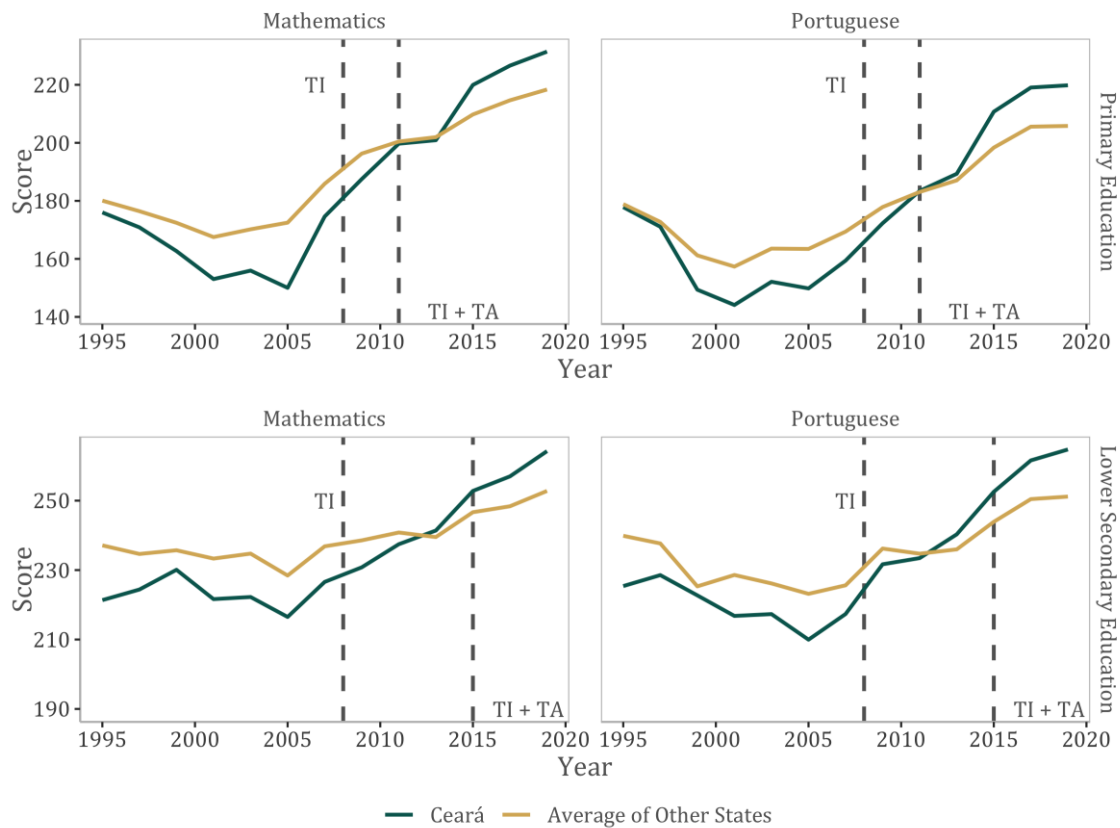 Mathematics
Portuguese
220
200
180
160
140
Score
TI
TI + TA
TI
TI + TA
Primary Education
1995 2000 2005 2010 2015 2020
1995 2000 2005 2010 2015 2020
Year
Year
Mathematics
Portuguese
250
230
210
190
Score
TI
TI + TA
TI
TI + TA
Lower Secondary Education
1995 2000 2005 2010 2015 2020
1995 2000 2005 2010 2015 2020
Year
Year
Ceará
Average of Other States